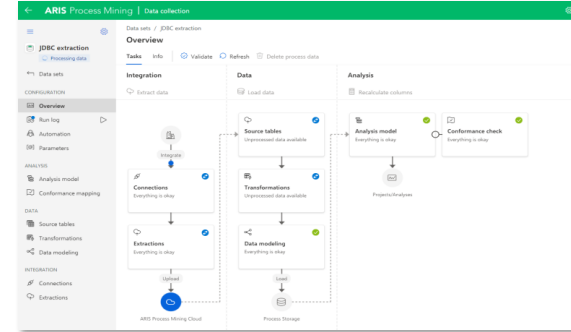 ARIS Process Mining | Data collection
JDBC extraction
Processing data
Data sets
CONFIGURATION
Overview
Run log
Automation
Parameters
ANALYSIS
Analysis model
Conformance mapping
DATA
Source tables
Transformations
Data modeling
INTEGRATION
Connections
Extractions
Data sets / JDBC extraction
Overview
Tasks Info Validate Refresh Delete process data
Integration
Extract data
Integrate
Connections
Everything is okay
Extractions
Everything is okay
Upload
ARIS Process Mining Cloud
Data
Load data
Source tables
Unprocessed data available
Transformations
Unprocessed data available
Data modeling
Everything is okay
Load
Process Storage
Analysis
Recalculate columns
Analysis model
Everything is okay
Conformance check
Everything is okay
Projects/Analyses